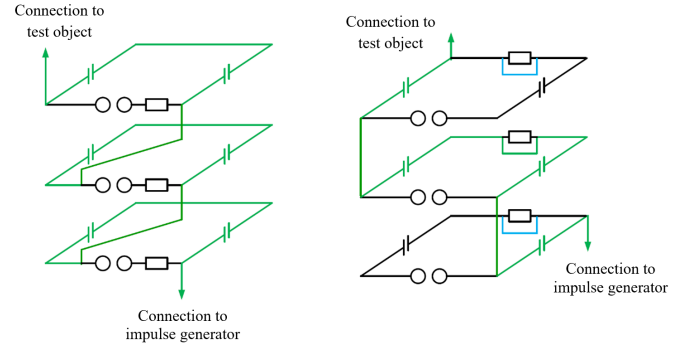 Connection to
test object
Connection to
impulse generator
Connection to
test object
Connection to
impulse generator